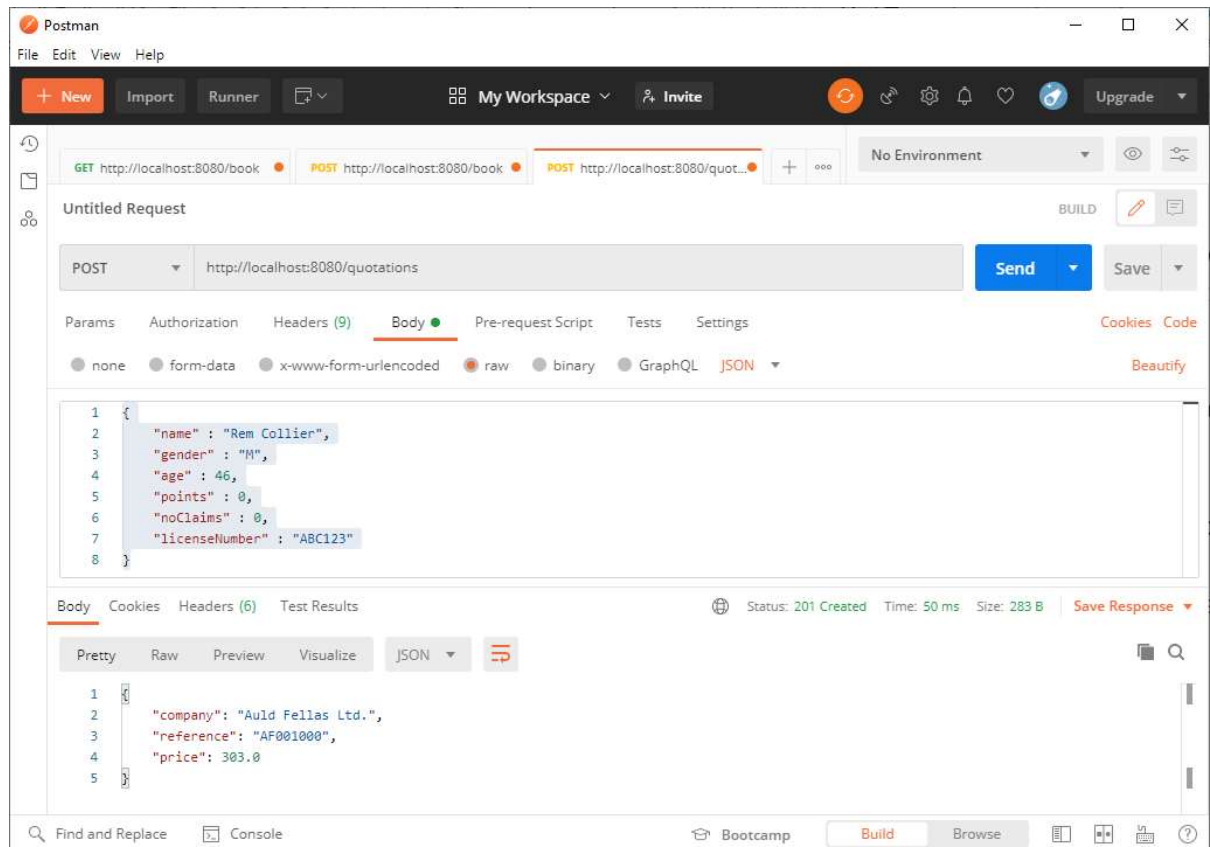 Postman
File Edit View Help
+ New Import Runner My Workspace Invite Upgrade
GET http://localhost:8080/book POST http://localhost:8080/book POST http://localhost:8080/quot... + ooo No Environment
Untitled Request BUILD
POST http://localhost:8080/quotations Send Save
Params Authorization Headers (9) Body Pre-request Script Tests Settings Cookies Code
none form-data x-www-form-urlencoded raw binary GraphQL JSON Beautify
1 {
2 "name" : "Rem Collier",
3 "gender" : "M",
4 "age" : 46,
5 "points" : 0,
6 "noClaims" : 0,
7 "licenseNumber" : "ABC123"
8 }
Body Cookies Headers (6) Test Results Status: 201 Created Time: 50 ms Size: 283 B Save Response
Pretty Raw Preview Visualize JSON
1 {
2 "company": "Auld Fellas Ltd.",
3 "reference": "AF001000",
4 "price": 303.0
5 }
Find and Replace Console Bootcamp Build Browse ?